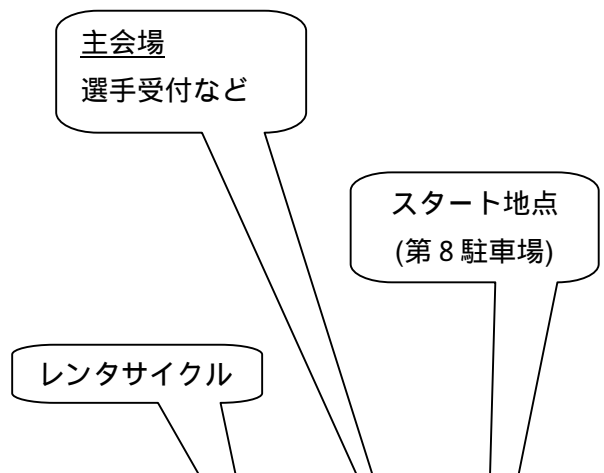 主会場
選手受付など
スタート地点
(第８駐車場)
レンタサイクル